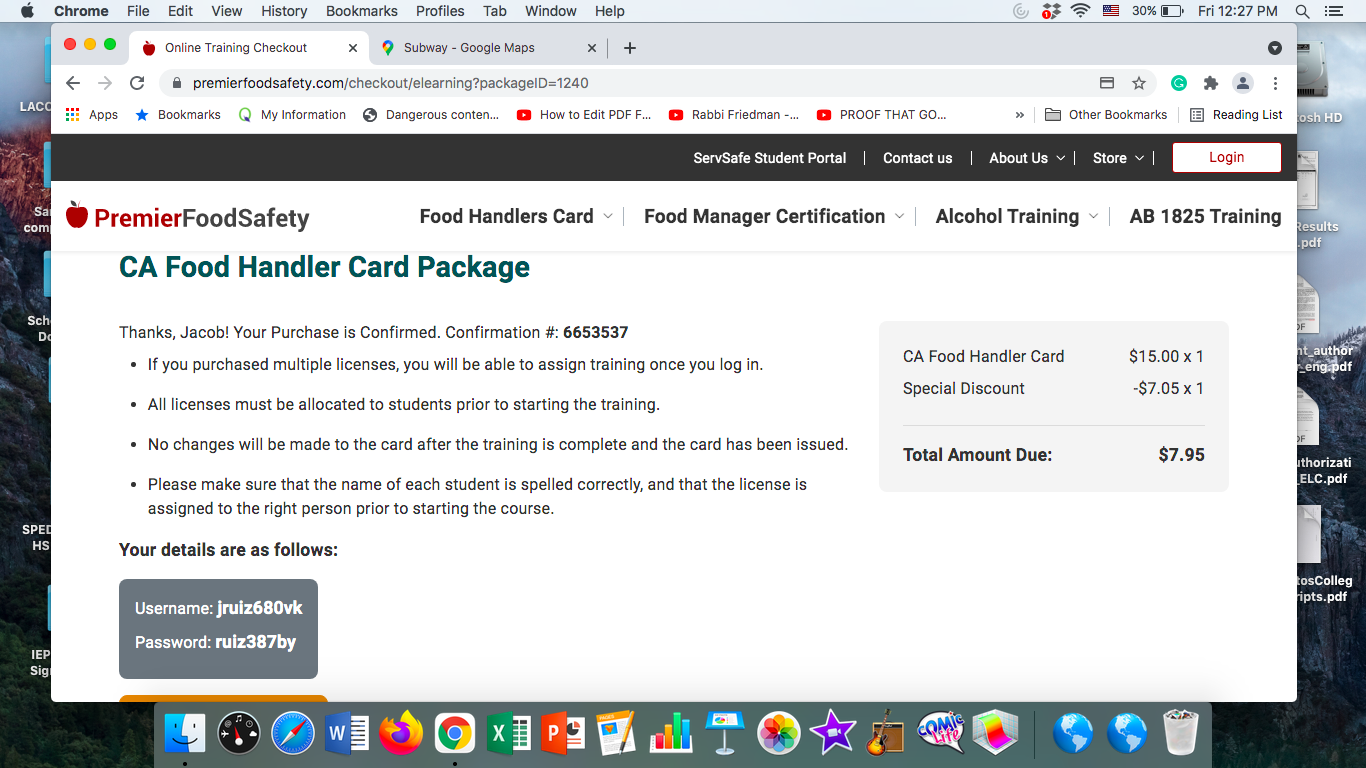 Chrome File Edit View History Bookmarks Profiles Tab Window Help 1 30% Fri 12:27 PM
Online Training Checkout Subway - Google Maps
premierfoodsafety.com/checkout/elearning?packageID=1240
Apps Bookmarks My Information Dangerous conten... How to Edit PDF F... Rabbi Friedman -... PROOF THAT GO... » Other Bookmarks Reading List
ServSafe Student Portal Contact us About Us Store Login
PremierFoodSafety Food Handlers Card Food Manager Certification Alcohol Training AB 1825 Training
CA Food Handler Card Package
Thanks, Jacob! Your Purchase is Confirmed. Confirmation #: 6653537
• If you purchased multiple licenses, you will be able to assign training once you log in.
• All licenses must be allocated to students prior to starting the training.
• No changes will be made to the card after the training is complete and the card has been issued.
• Please make sure that the name of each student is spelled correctly, and that the license is
assigned to the right person prior to starting the course.
CA Food Handler Card $15.00 x 1
Special Discount -$7.05 x 1
Total Amount Due: $7.95
Your details are as follows:
Username: jruiz680vk
Password: ruiz387by
LACC
Sa
comp
Sch
Do
SPED
HS
IEP
Sign
osh HD
Results
.pdf
nt_author
r_eng.pdf
uthorizati
_ELC.pdf
tosColleg
ripts.pdf
PAGES
COMIC
Life